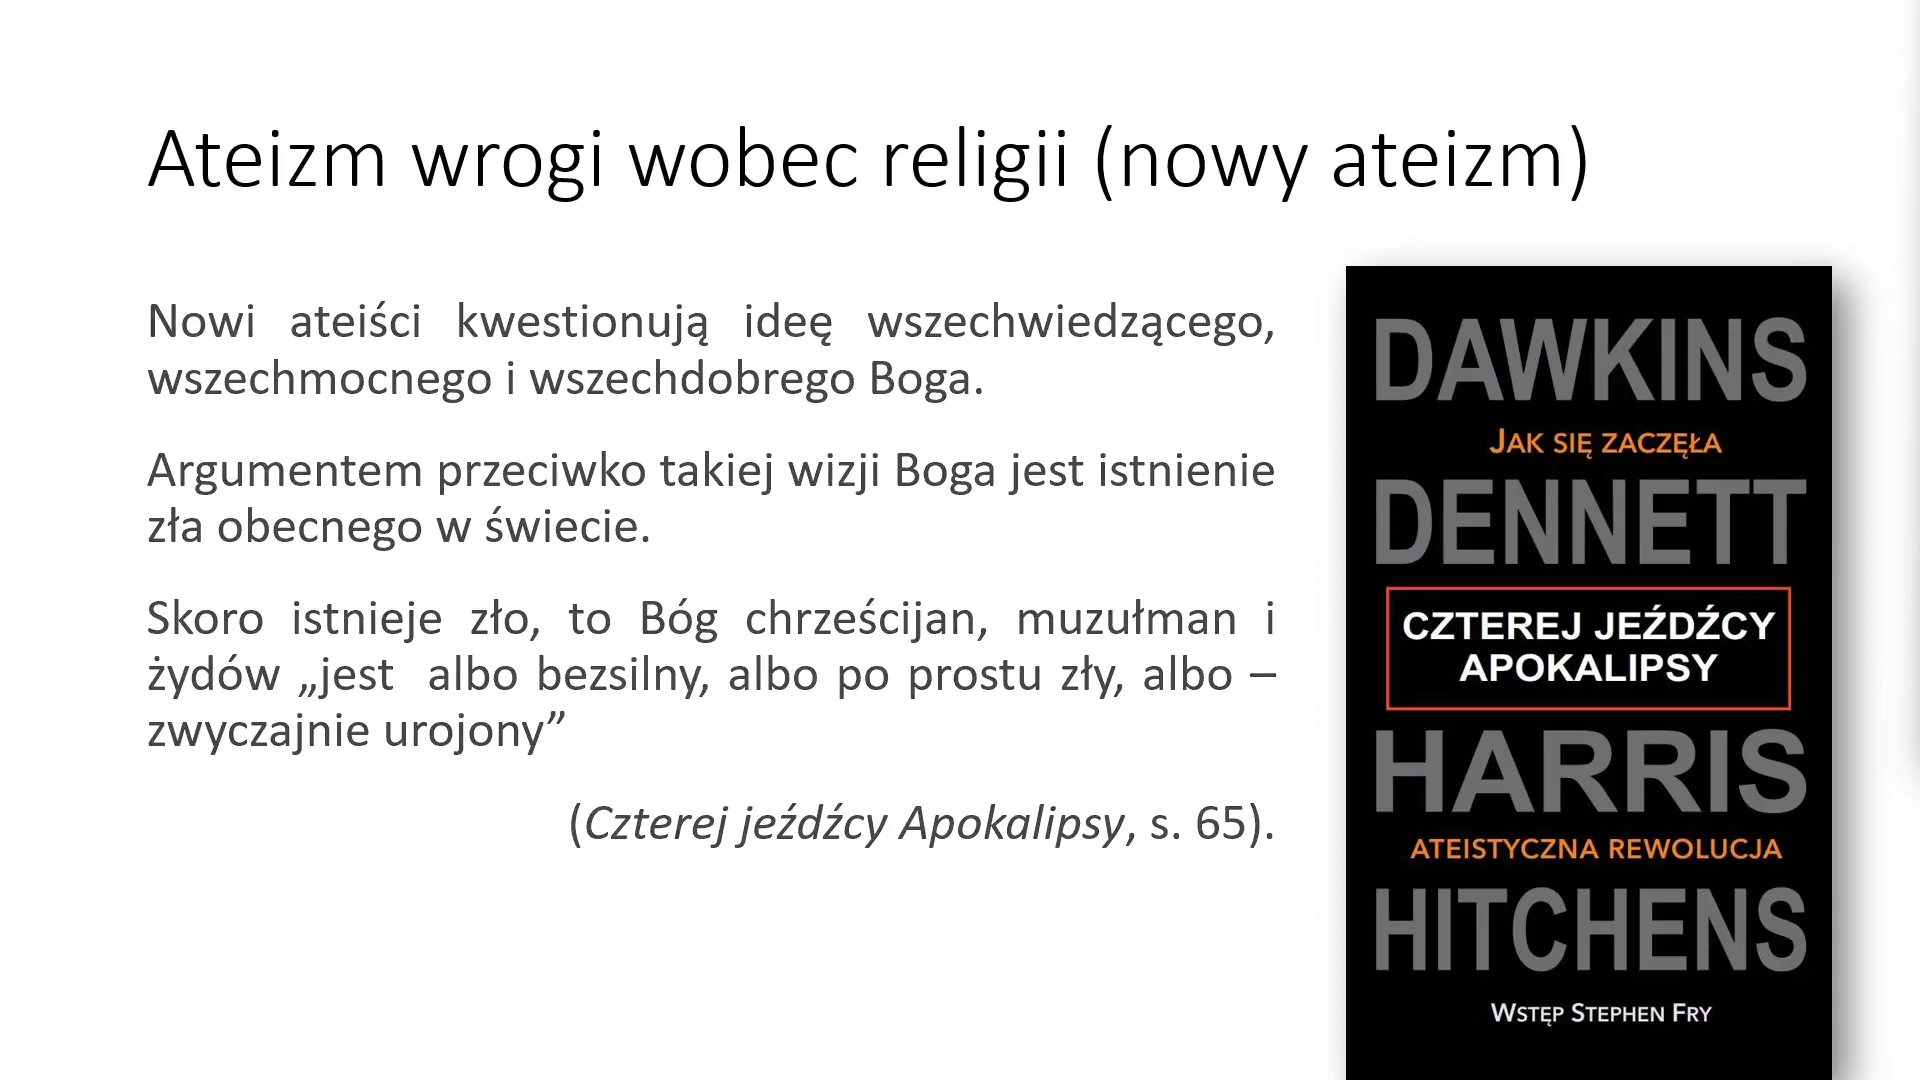 Ateizm wrogi wobec religii (nowy ateizm)
Nowi ateiści kwestionują ideę wszechwiedzącego,
wszechmocnego i wszechdobrego Boga.
Argumentem przeciwko takiej wizji Boga jest istnienie
zła obecnego w świecie.
Skoro istnieje zło, to Bóg chrześcijan, muzułman i
żydów „jest albo bezsilny, albo po prostu zły, albo –
zwyczajnie urojony”
(Czterej jeźdźcy Apokalipsy, s. 65).
DAWKINS
JAK SIĘ ZACZĘŁA
DENNETT
CZTEREJ JEŹDŹCY
APOKALIPSY
HARRIS
ATEISTYCZNA REWOLUCJA
HITCHENS
WSTĘP STEPHEN FRY